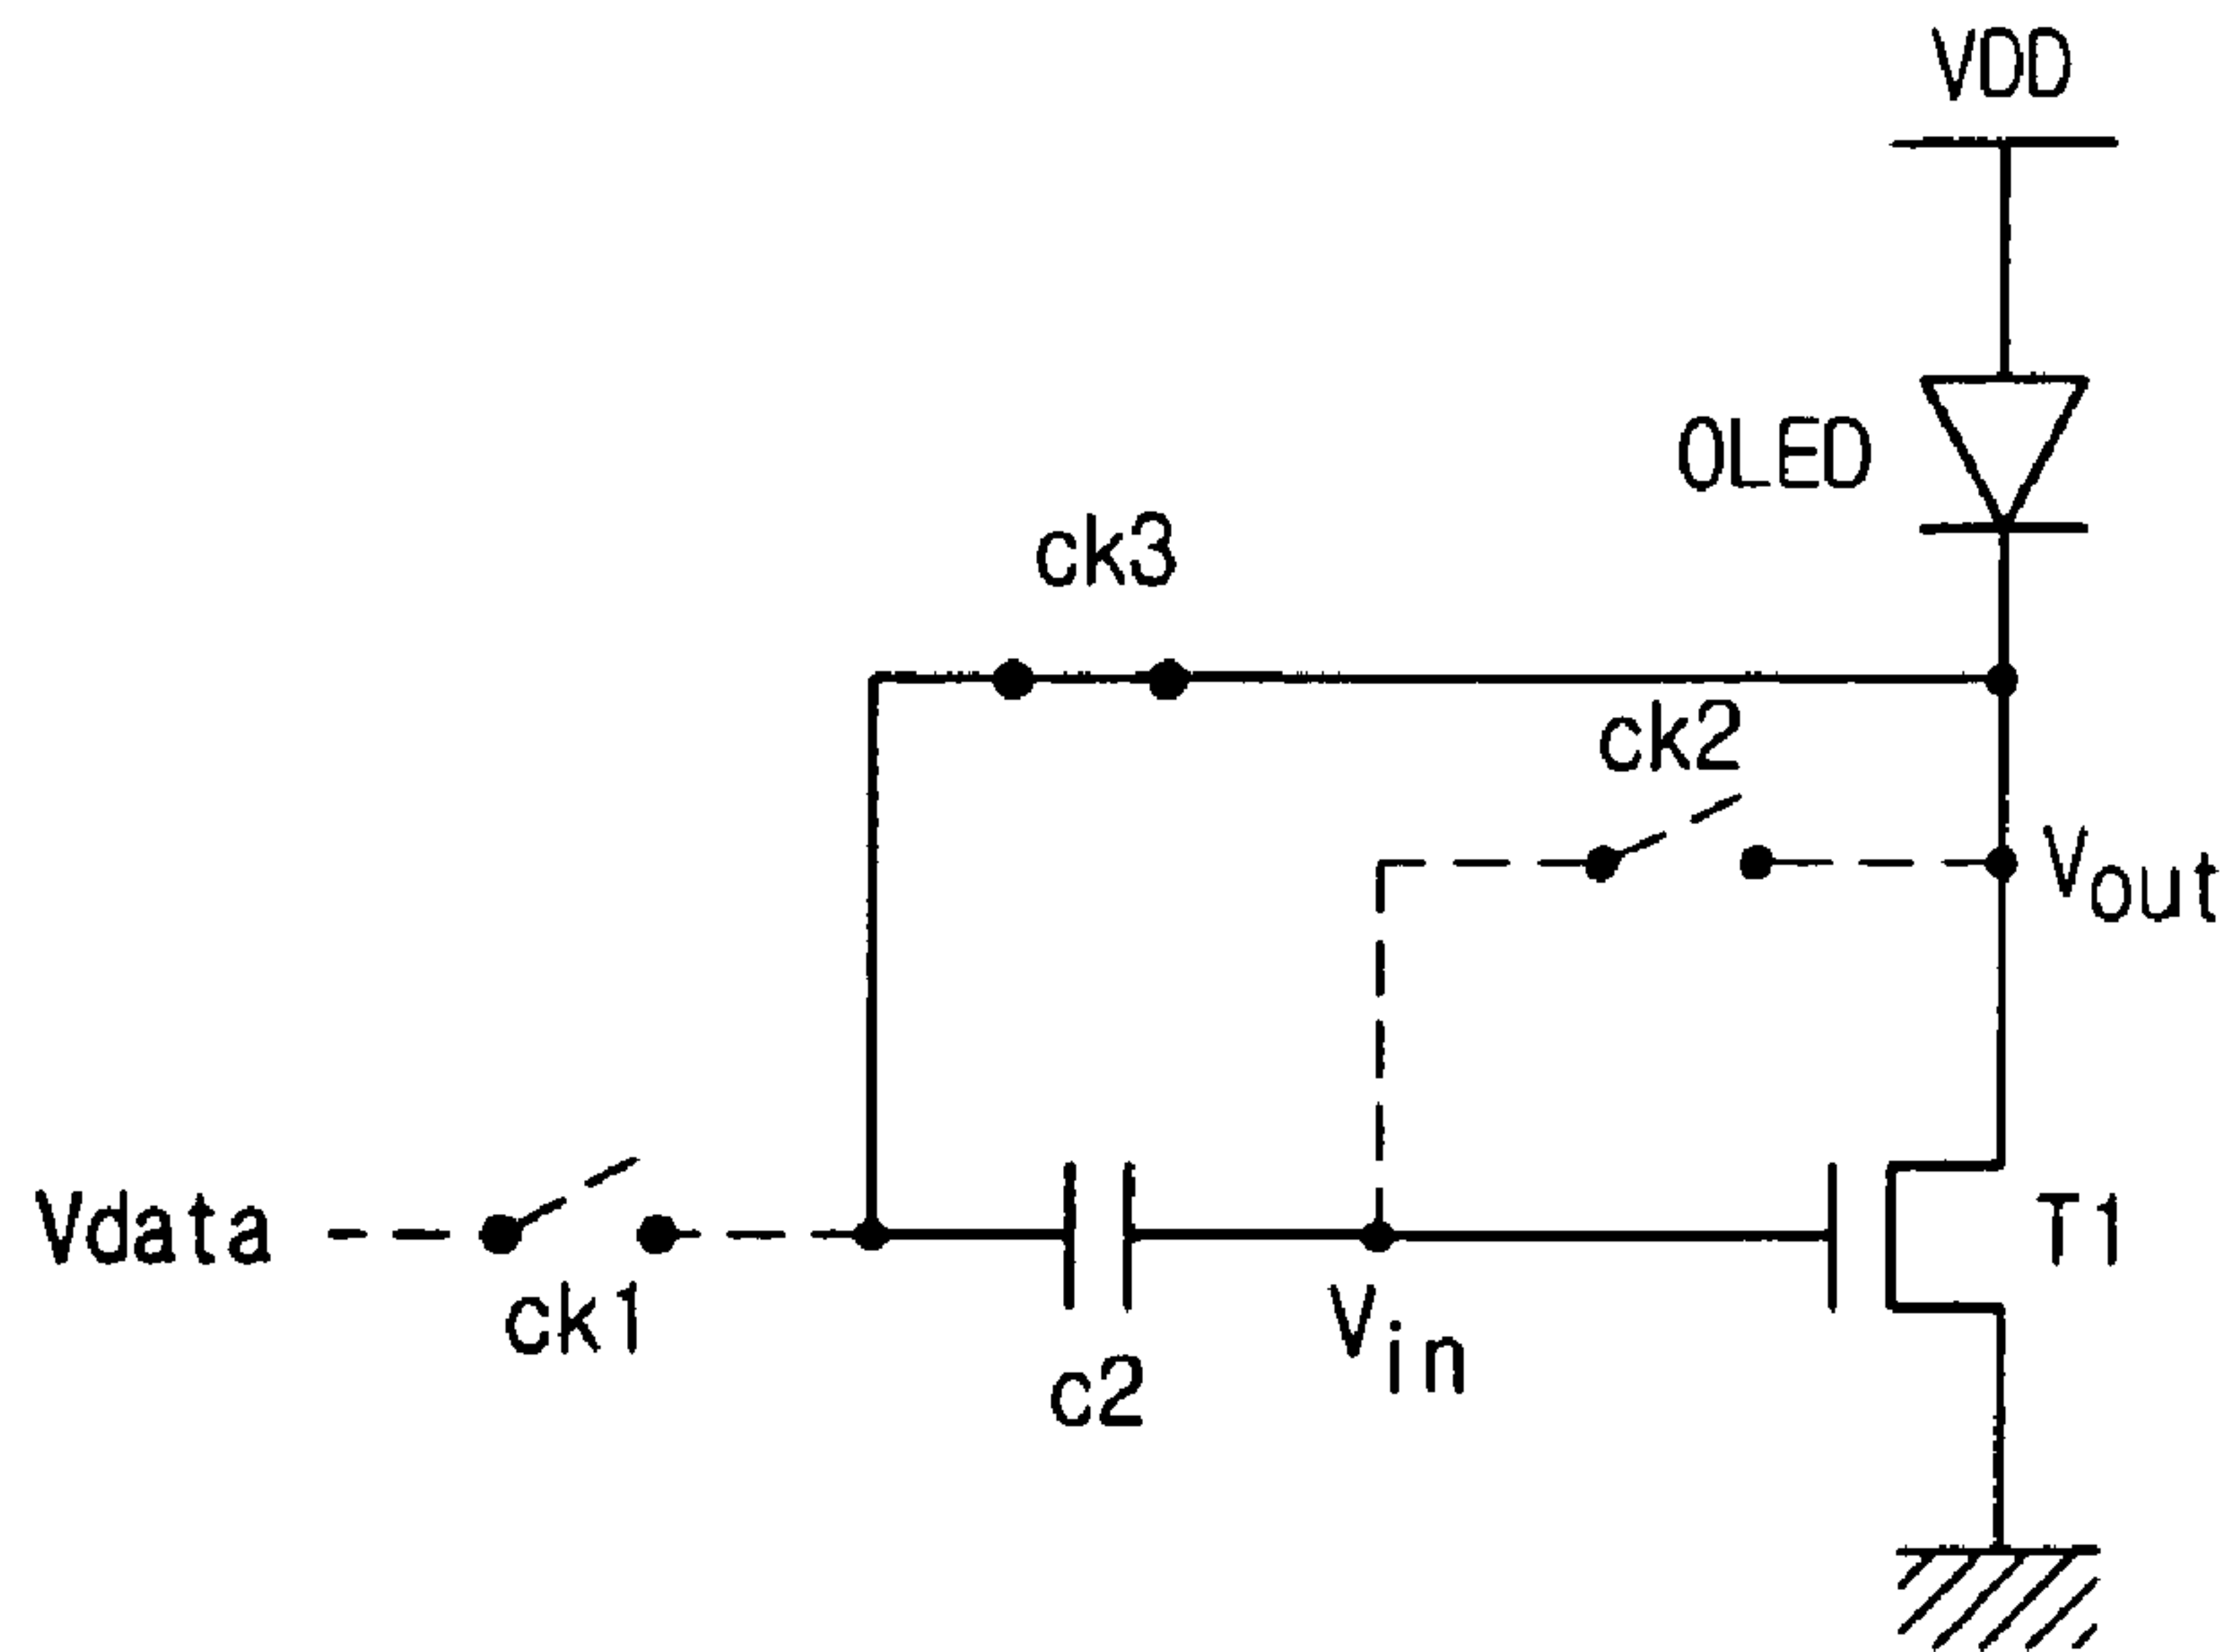 VDD
OLED
ck3
ck2
Vout
Vdata
ck1
c2
Vin
T1